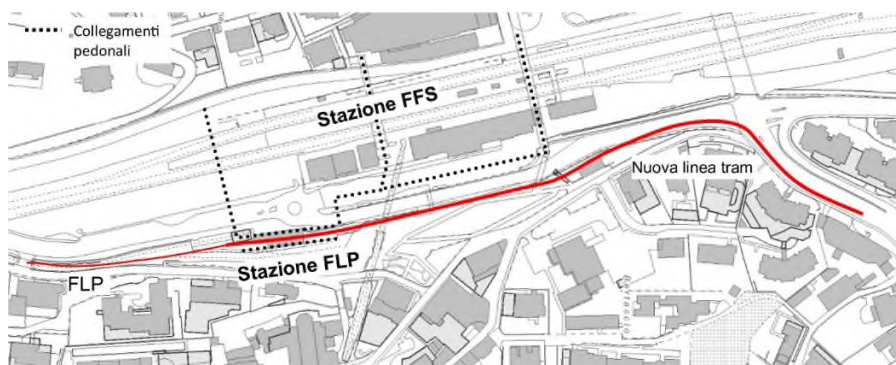 Collegamenti
pedonali
Stazione FFS
Nuova linea tram
Stazione FLP
FLP